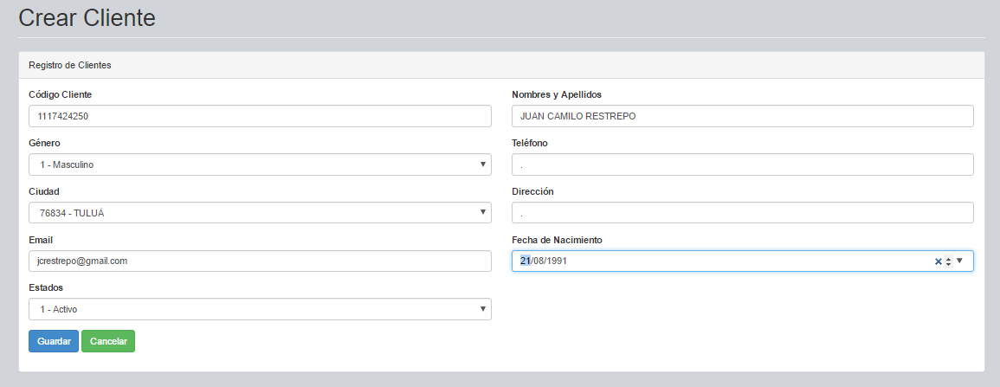 Crear Cliente
Registro de Clientes
Código Cliente
1117424250
Nombres y Apellidos
JUAN CAMILO RESTREPO
Género
1 - Masculino
Teléfono
.
Ciudad
76834 - TULUÁ
Dirección
.
Email
jcrestrepo@gmail.com
Fecha de Nacimiento
21/08/1991
Estados
1 - Activo
Guardar
Cancelar